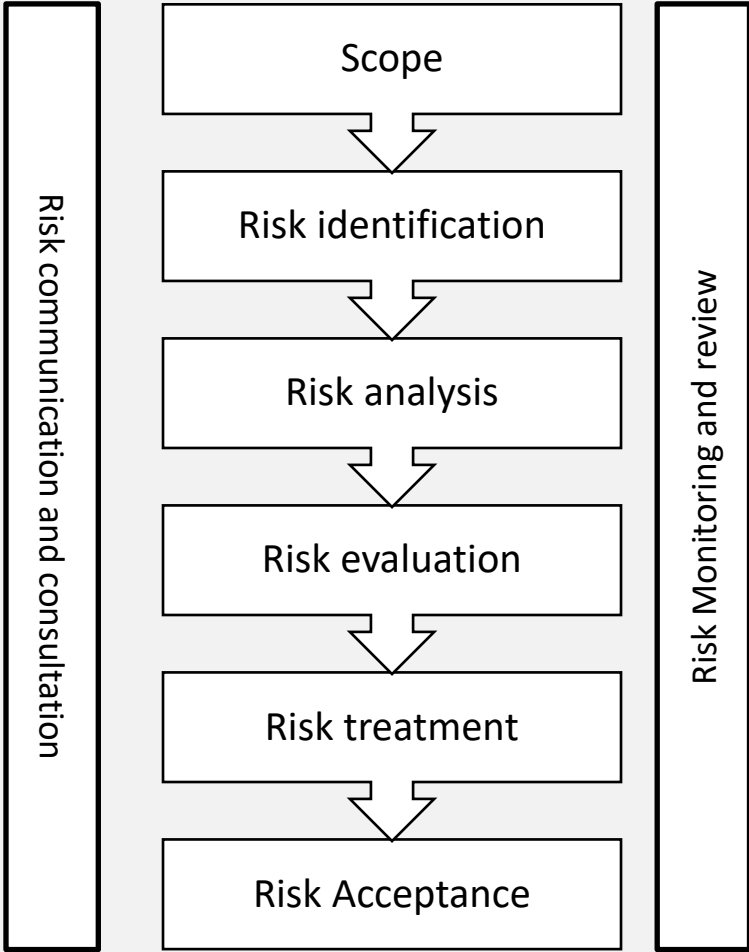 Risk communication and consultation
Scope
Risk identification
Risk analysis
Risk evaluation
Risk treatment
Risk Acceptance
Risk Monitoring and review